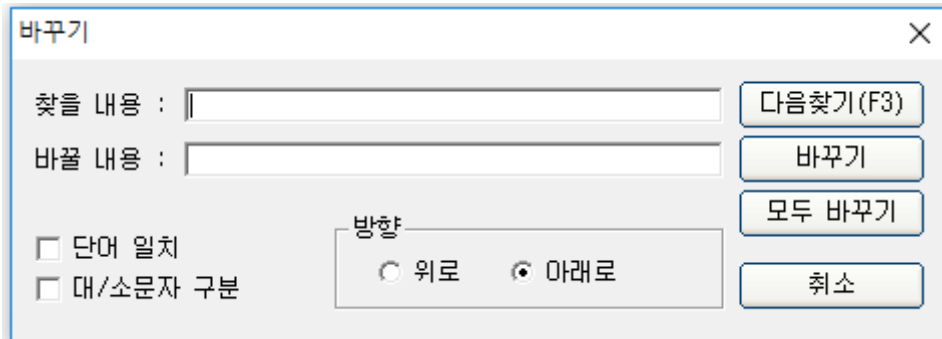 바꾸기
찾을 내용 :
다음찾기(F3)
바꿀 내용 :
바꾸기
모두 바꾸기
단어 일치
대/소문자 구분
방향
위로
아래로
취소